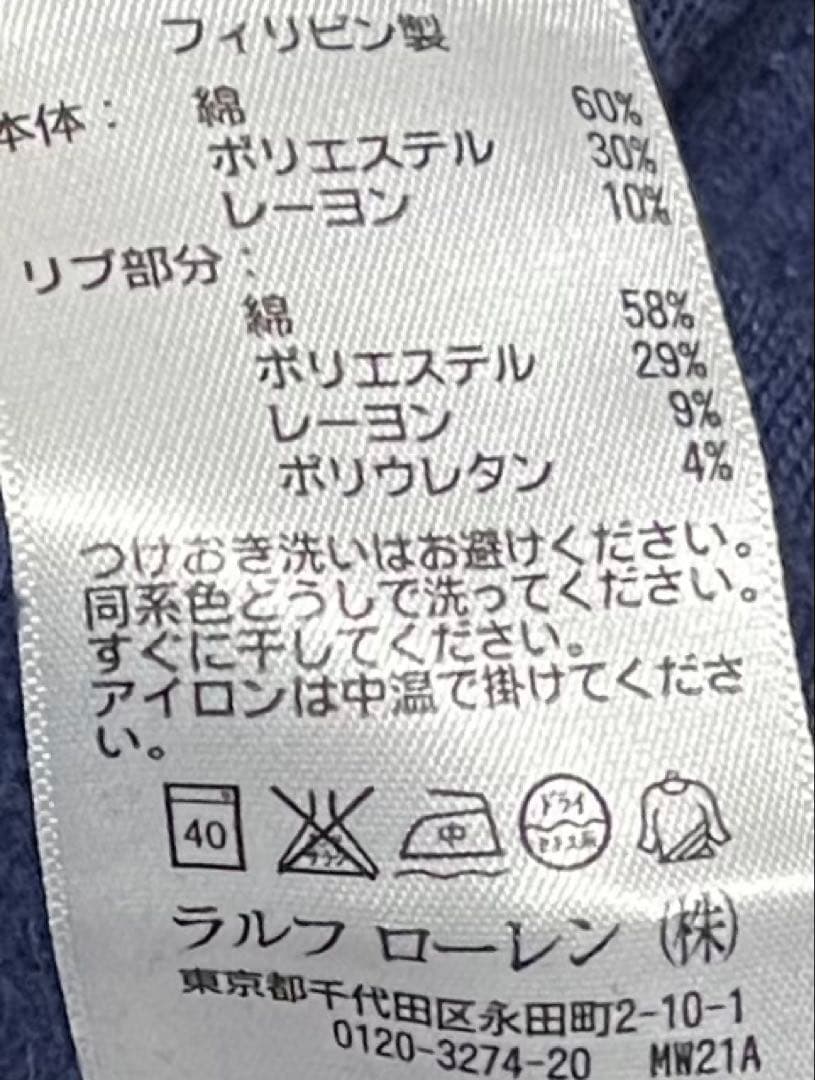 フィリピン製
本体: 綿 60%
ポリエステル 30%
レーヨン 10%
リブ部分:
綿 58%
ポリエステル 29%
レーヨン 9%
ポリウレタン 4%
つけおき洗いはお避けください。
同系色どうしで洗ってください。
すぐに干してください。
アイロンは中温で掛けてくださ
い。
40 中 ドライ
ラルフ ローレン (株)
東京都千代田区永田町2-10-1
0120-3274-20 MW21A